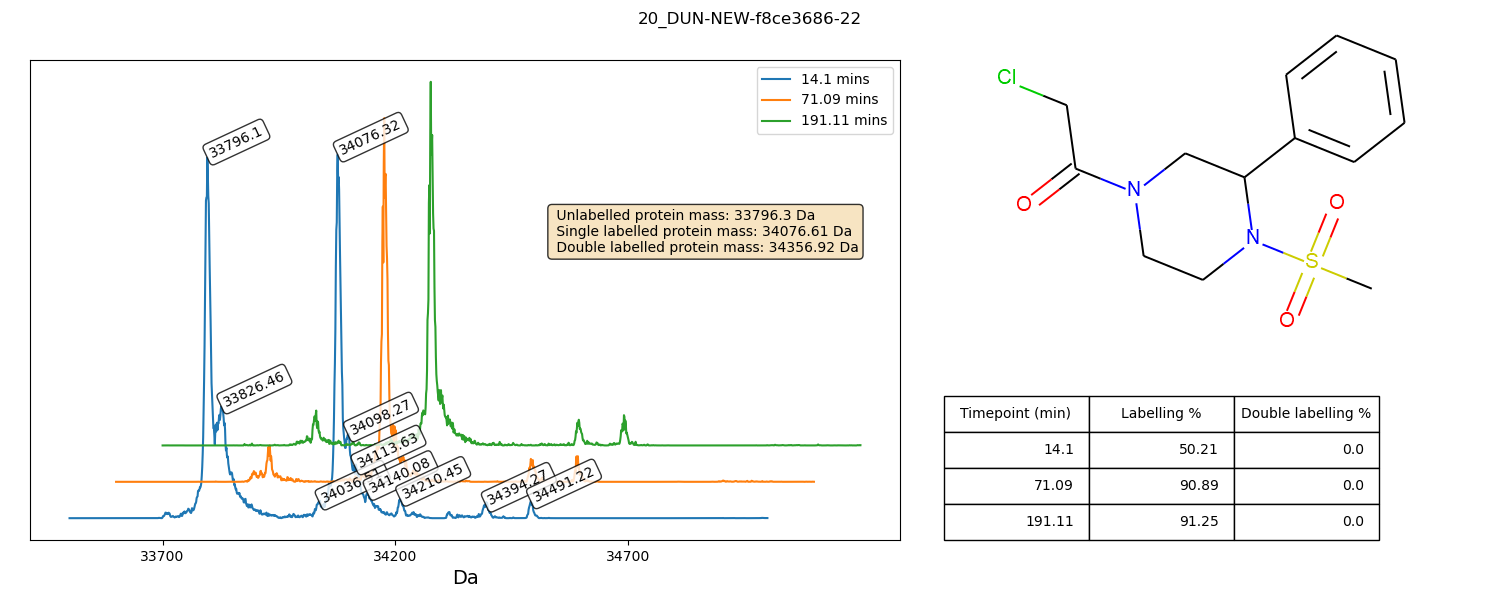 20_DUN-NEW-f8ce3686-22
14.1 mins
71.09 mins
191.11 mins
33796.1
34076.32
Unlabelled protein mass: 33796.3 Da
Single labelled protein mass: 34076.61 Da
Double labelled protein mass: 34356.92 Da
33826.46
34098.27
34113.63
34140.08
34210.45
34394.27
34491.22
33700
34200
34700
Da
Cl
O
N
N
O
S
O
Timepoint (min) Labelling % Double labelling %
14.1 50.21 0.0
71.09 90.89 0.0
191.11 91.25 0.0